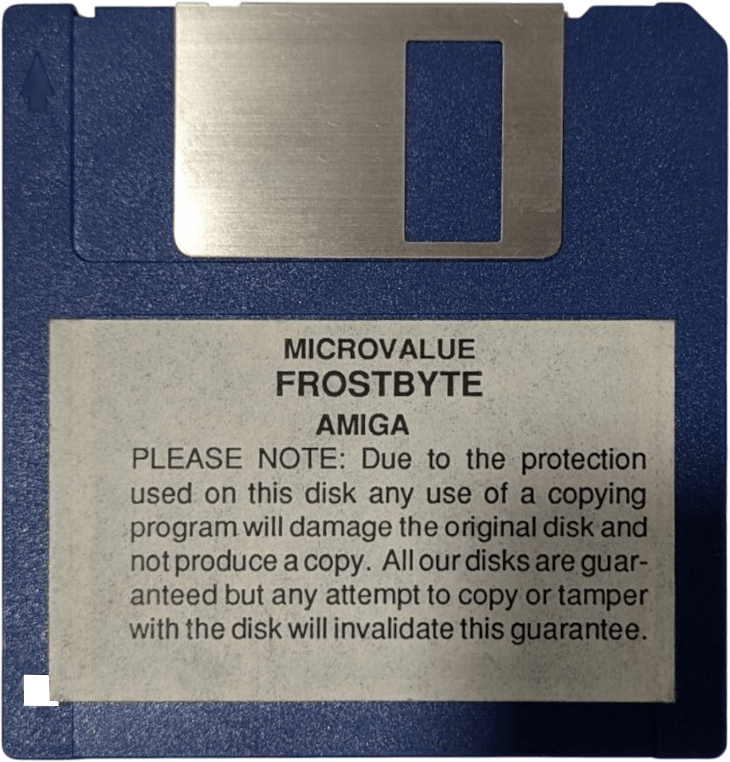 MICROVALUE
FROSTBYTE
AMIGA
PLEASE NOTE: Due to the protection
used on this disk any use of a copying
program will damage the original disk and
not produce a copy. All our disks are guar-
anteed but any attempt to copy or tamper
with the disk will invalidate this guarantee.